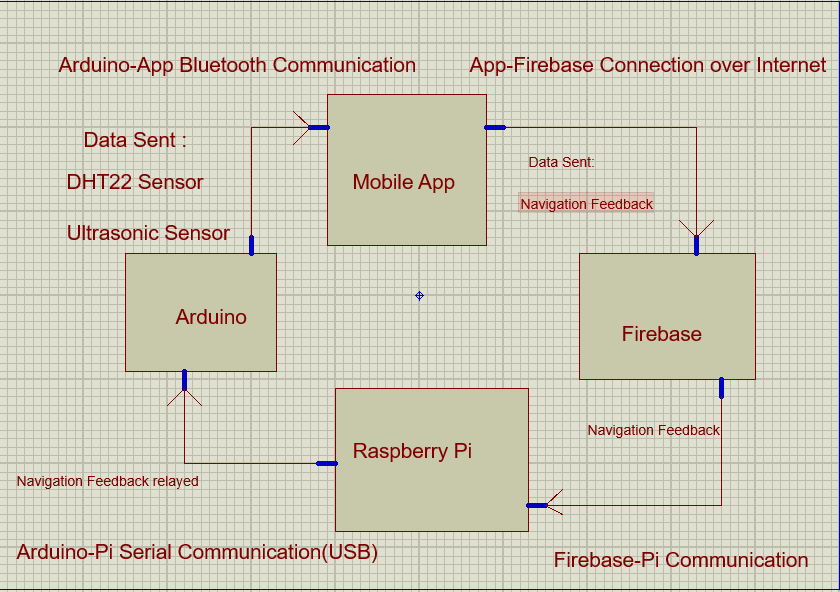 Arduino-App Bluetooth Communication
App-Firebase Connection over Internet
Data Sent :
DHT22 Sensor
Ultrasonic Sensor
Mobile App
Data Sent:
Navigation Feedback
Arduino
Firebase
Navigation Feedback
Raspberry Pi
Navigation Feedback relayed
Arduino-Pi Serial Communication(USB)
Firebase-Pi Communication